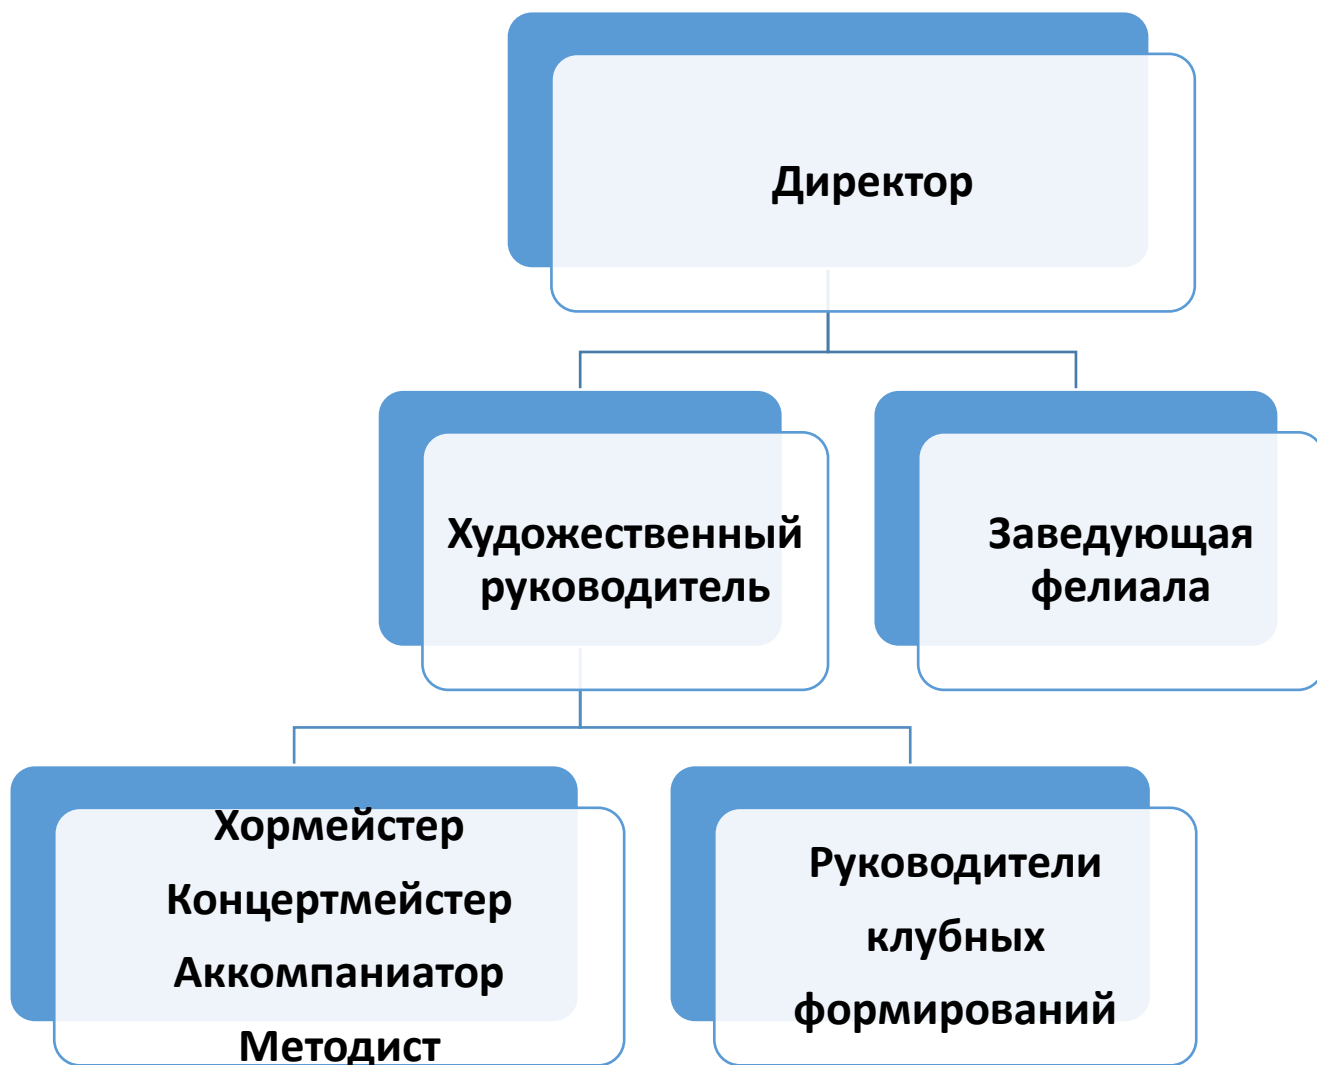 Директор
Художественный
руководитель
Заведующая
фелиала
Хормейстер
Концертмейстер
Аккомпаниатор
Методист
Руководители
клубных
формирований